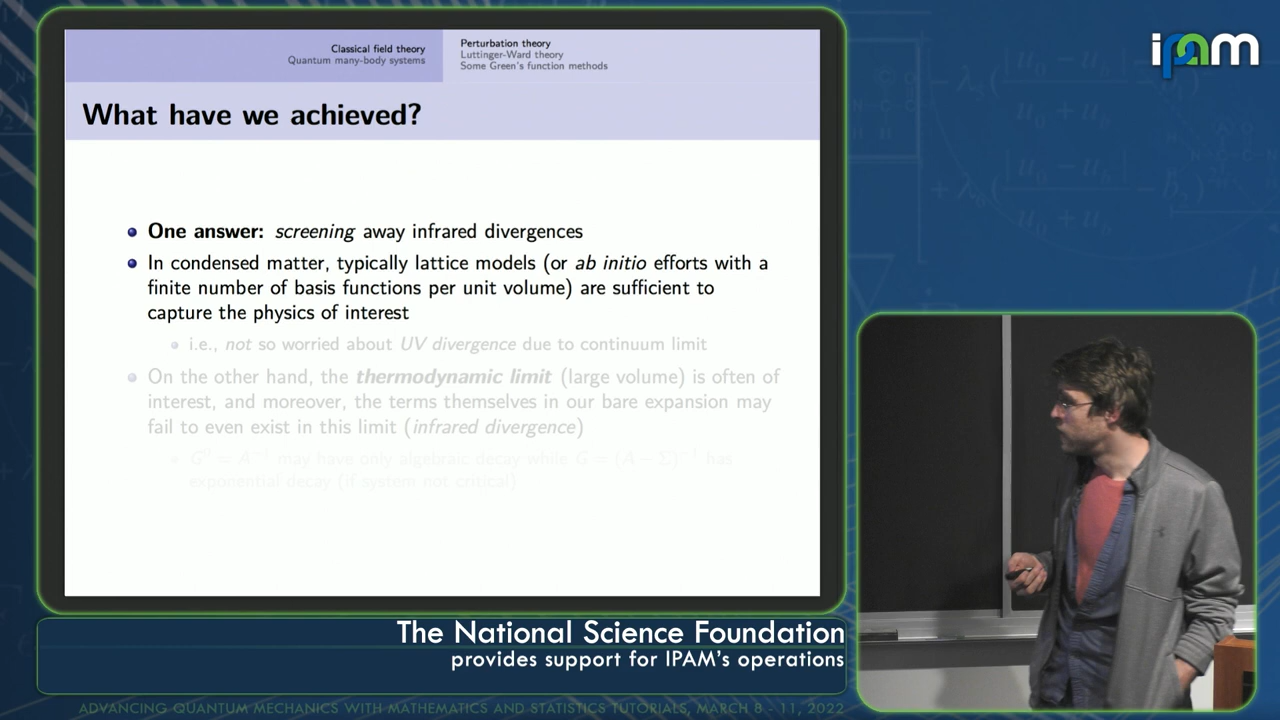 Classical field theory
Quantum many-body systems
Perturbation theory
Luttinger-Ward theory
Some Green's function methods
ipam
What have we achieved?
One answer: screening away infrared divergences
In condensed matter, typically lattice models (or ab initio efforts with a
finite number of basis functions per unit volume) are sufficient to
capture the physics of interest
i.e., not so worried about UV divergence due to continuum limit
On the other hand, the thermodynamic limit (large volume) is often of
interest, and moreover, the terms themselves in our bare expansion may
fail to even exist in this limit (infrared divergence)
G⁰ = A⁻¹ may have only algebraic decay while G = (A − Σ)⁻¹ has
exponential decay (if system not critical)
The National Science Foundation
provides support for IPAM's operations
ADVANCING QUANTUM MECHANICS WITH MATHEMATICS AND STATISTICS TUTORIALS, MARCH 8 - 11, 2022